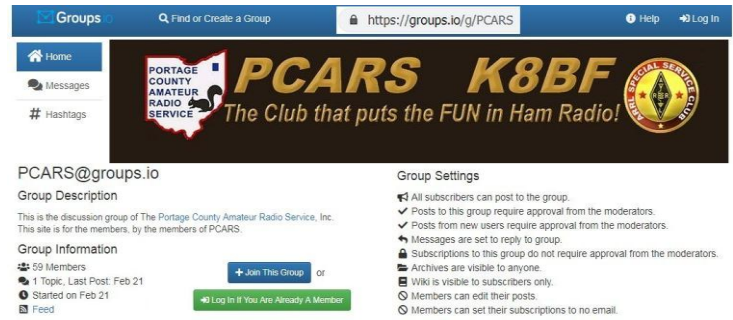 Groups.io
Find or Create a Group
https://groups.io/g/PCARS
Help
Log In
Home
Messages
Hashtags
PORTAGE
COUNTY
AMATEUR
RADIO
SERVICE
PCARS K8BF
The Club that puts the FUN in Ham Radio!
ARRL SPECIAL SERVICE CLUB
PCARS@groups.io
Group Description
This is the discussion group of The Portage County Amateur Radio Service, Inc.
This site is for the members, by the members of PCARS.
Group Information
59 Members
1 Topic, Last Post: Feb 21
Started on Feb 21
Feed
+ Join This Group or
Log In If You Are Already A Member
Group Settings
All subscribers can post to the group.
Posts to this group require approval from the moderators.
Posts from new users require approval from the moderators.
Messages are set to reply to group.
Subscriptions to this group do not require approval from the moderators.
Archives are visible to anyone.
Wiki is visible to subscribers only.
Members can edit their posts.
Members can set their subscriptions to no email.